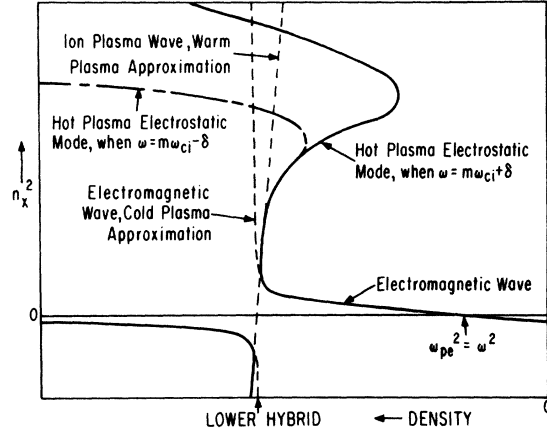 Ion Plasma Wave, Warm
Plasma Approximation
Hot Plasma Electrostatic
Mode, when ω=mω_ci−δ
Hot Plasma Electrostatic
Mode, when ω=mω_ci+δ
n_x^2
Electromagnetic
Wave, Cold Plasma
Approximation
Electromagnetic Wave
0
ω_pe^2 = ω^2
LOWER HYBRID
DENSITY
0